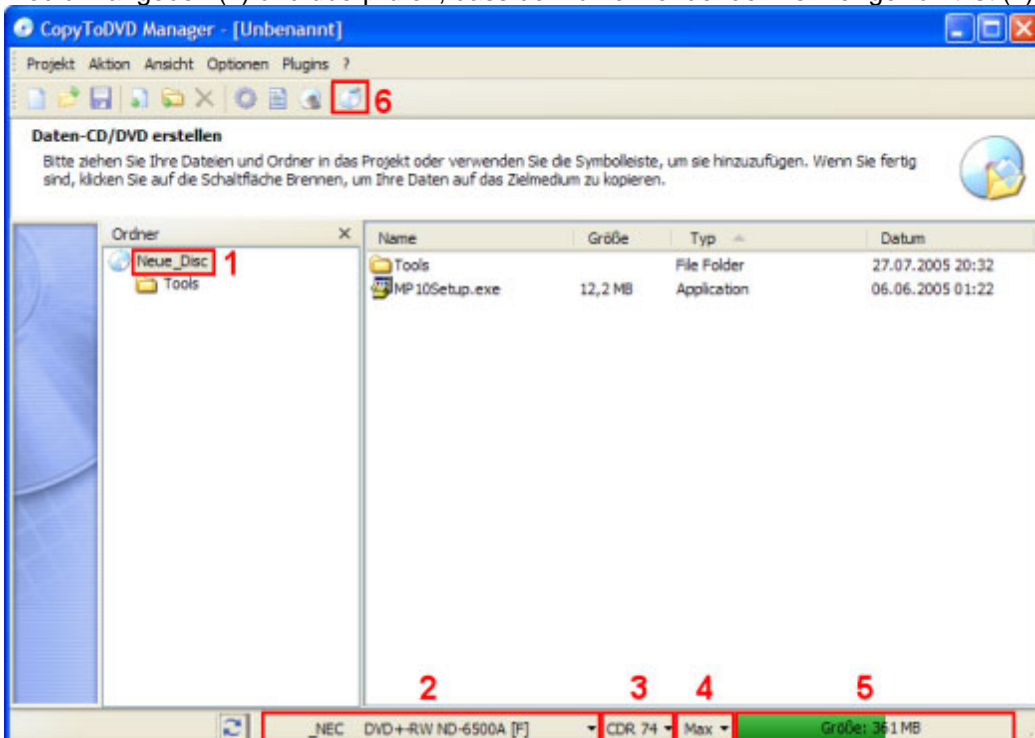 CopyToDVD Manager - [Unbenannt]
Projekt Aktion Ansicht Optionen Plugins ?
6
Daten-CD/DVD erstellen
Bitte ziehen Sie Ihre Dateien und Ordner in das Projekt oder verwenden Sie die Symbolleiste, um sie hinzuzufügen. Wenn Sie fertig
sind, klicken Sie auf die Schaltfläche Brennen, um Ihre Daten auf das Zielmedium zu kopieren.
Ordner
Neue_Disc 1
Tools
Name Größe Typ Datum
Tools File Folder 27.07.2005 20:32
MP10Setup.exe 12,2 MB Application 06.06.2005 01:22
2 3 4 5
_NEC DVD+-RW ND-6500A [F] CDR 74 Max Größe: 361 MB